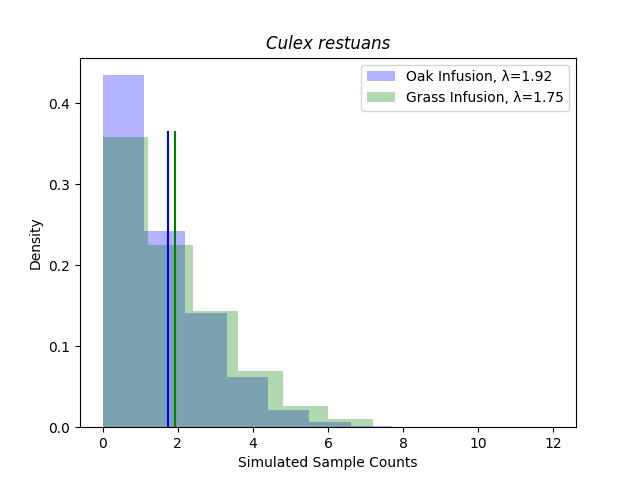 Culex restuans
Oak Infusion, λ=1.92
Grass Infusion, λ=1.75
Density
0.4
0.3
0.2
0.1
0.0
0 2 4 6 8 10 12
Simulated Sample Counts